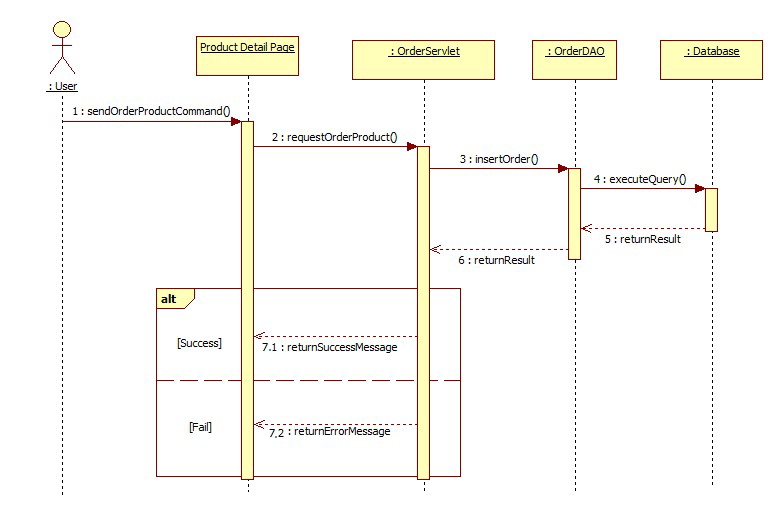 Product Detail Page
: OrderServlet
: OrderDAO
: Database
: User
1 : sendOrderProductCommand()
2 : requestOrderProduct()
3 : insertOrder()
4 : executeQuery()
5 : returnResult
6 : returnResult
alt
[Success]
7.1 : returnSuccessMessage
[Fail]
7.2 : returnErrorMessage